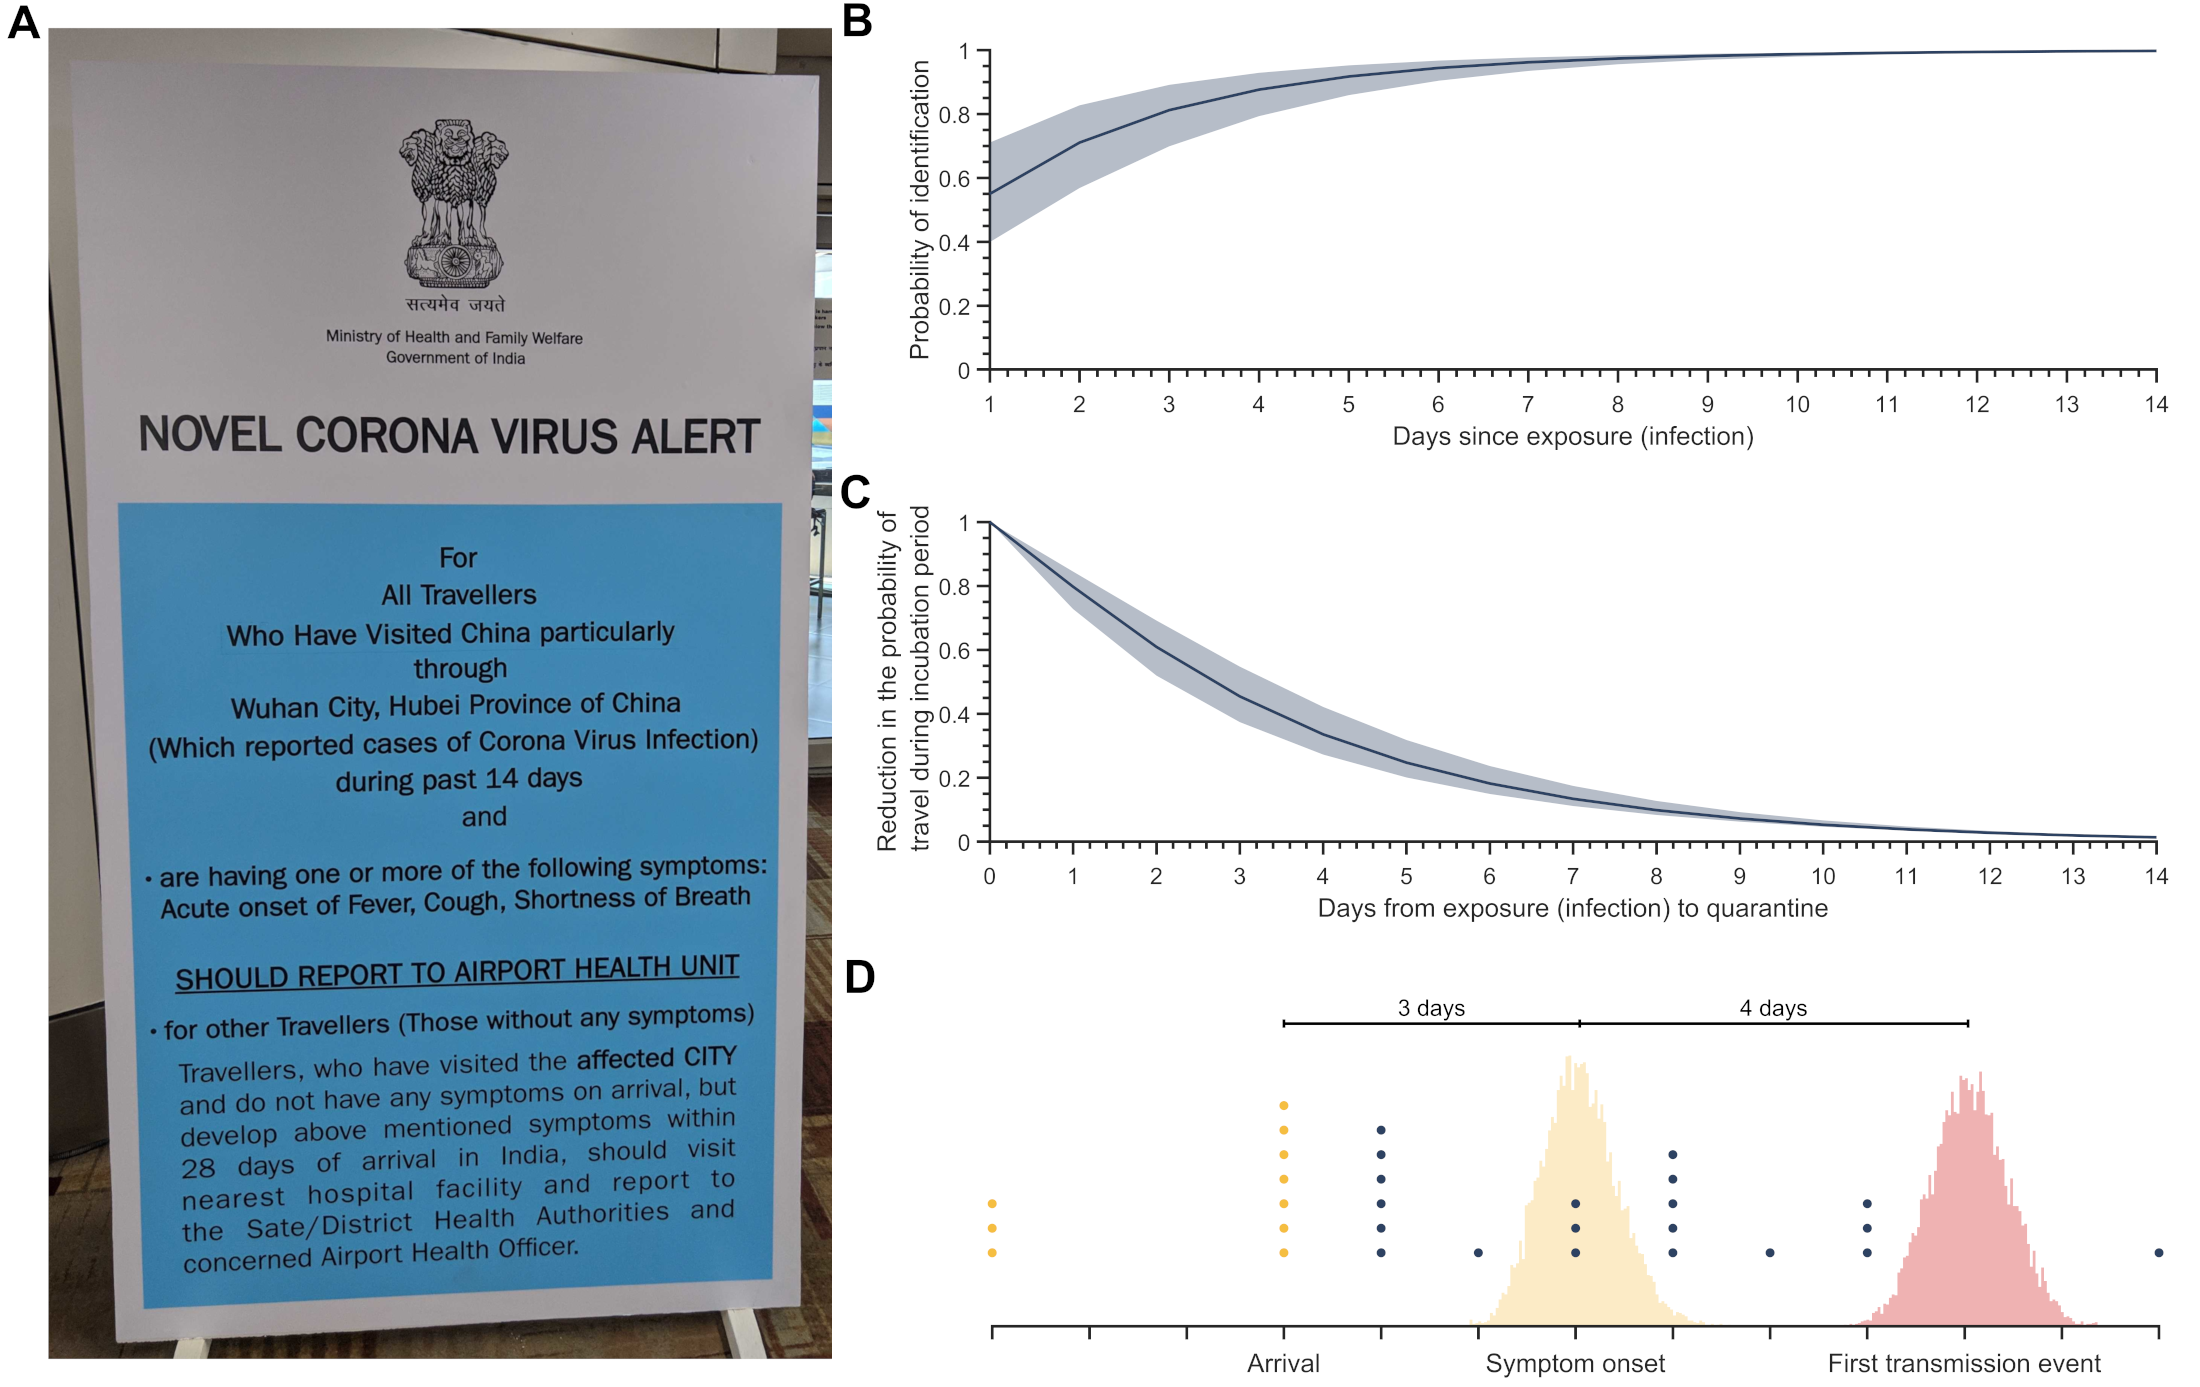 A
सत्यमेव जयते
Ministry of Health and Family Welfare
Government of India
NOVEL CORONA VIRUS ALERT
For
All Travellers
Who Have Visited China particularly
through
Wuhan City, Hubei Province of China
(Which reported cases of Corona Virus Infection)
during past 14 days
and
• are having one or more of the following symptoms:
Acute onset of Fever, Cough, Shortness of Breath
SHOULD REPORT TO AIRPORT HEALTH UNIT
• for other Travellers (Those without any symptoms)
Travellers, who have visited the affected CITY
and do not have any symptoms on arrival, but
develop above mentioned symptoms within
28 days of arrival in India, should visit
nearest hospital facility and report to
the Sate/District Health Authorities and
concerned Airport Health Officer.
B
Probability of identification
1
0.8
0.6
0.4
0.2
0
1 2 3 4 5 6 7 8 9 10 11 12 13 14
Days since exposure (infection)
C
Reduction in the probability of
travel during incubation period
1
0.8
0.6
0.4
0.2
0
0 1 2 3 4 5 6 7 8 9 10 11 12 13 14
Days from exposure (infection) to quarantine
D
3 days 4 days
Arrival Symptom onset First transmission event